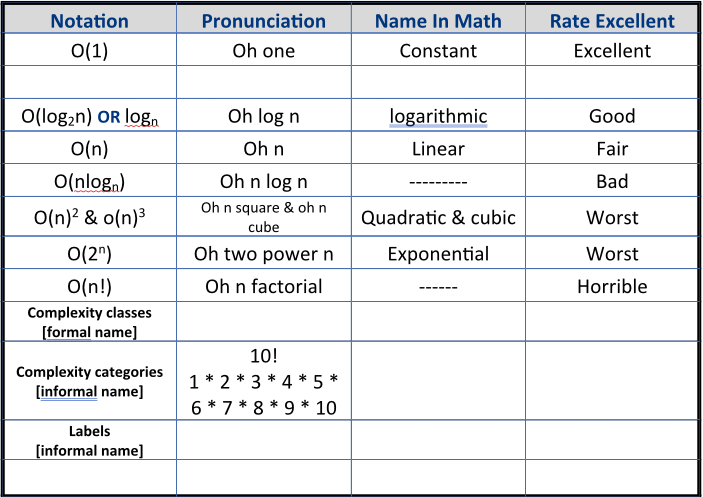 Notation Pronunciation Name In Math Rate Excellent
O(1) Oh one Constant Excellent
O(log₂n) OR logₙ Oh log n logarithmic Good
O(n) Oh n Linear Fair
O(nlogₙ) Oh n log n --------- Bad
O(n)² & o(n)³ Oh n square & oh n cube Quadratic & cubic Worst
O(2ⁿ) Oh two power n Exponential Worst
O(n!) Oh n factorial ------ Horrible
Complexity classes
[formal name]
Complexity categories
[informal name]
10!
1 * 2 * 3 * 4 * 5 *
6 * 7 * 8 * 9 * 10
Labels
[informal name]